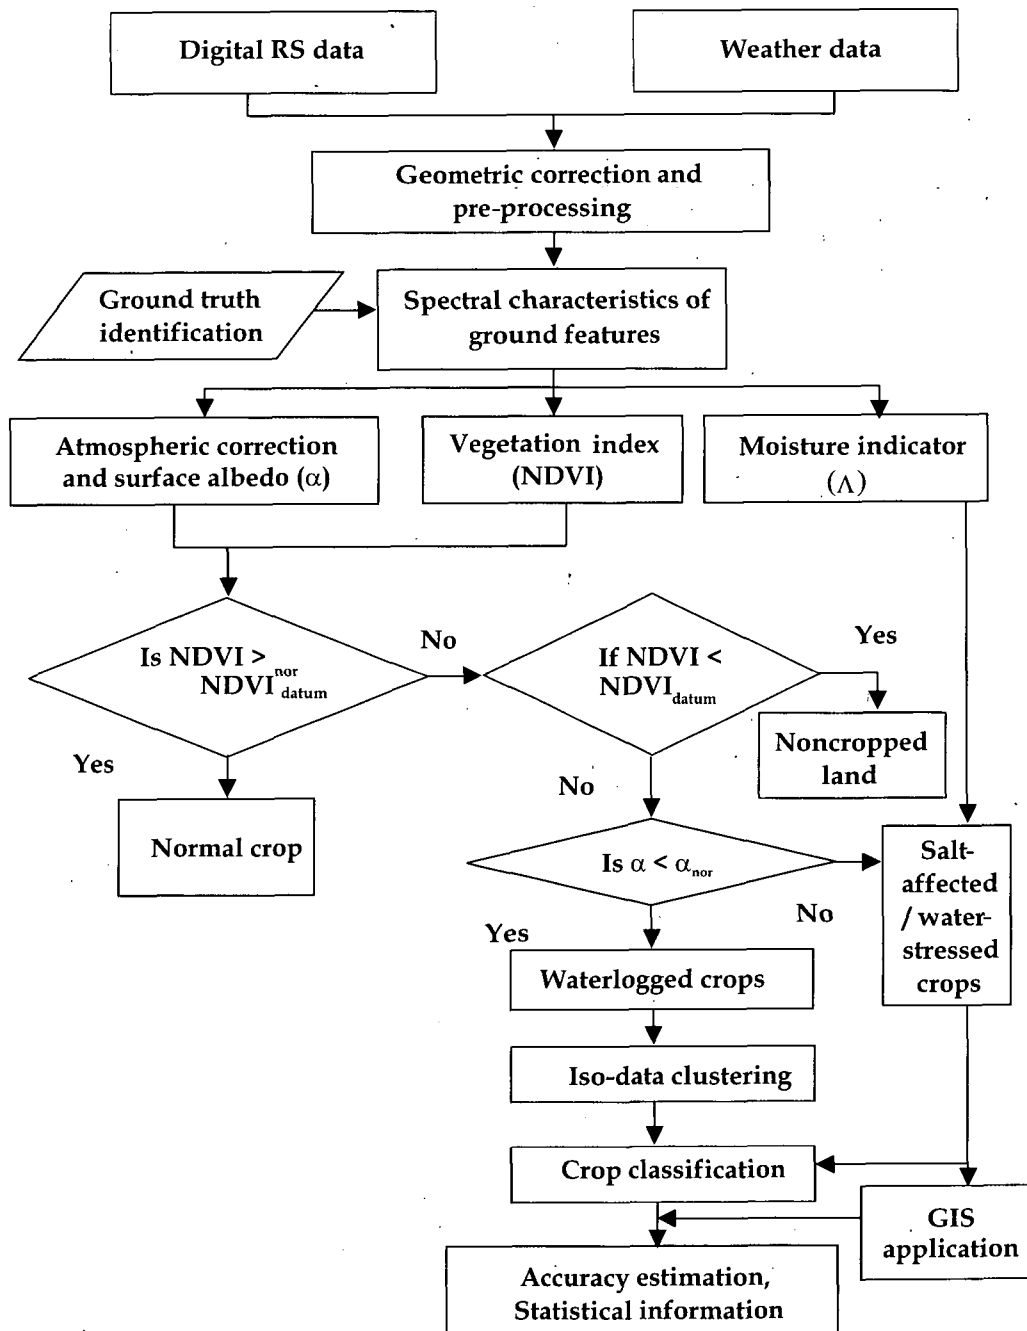 Digital RS data
Weather data
Geometric correction and
pre-processing
Ground truth
identification
Spectral characteristics of
ground features
Atmospheric correction
and surface albedo (α)
Vegetation index
(NDVI)
Moisture indicator
(Λ)
Is NDVI >
NDVI nor datum
No
If NDVI <
NDVI datum
Yes
Noncropped
land
Yes
Normal crop
No
Is α < α nor
No
Salt-
affected
/ water-
stressed
crops
Yes
Waterlogged crops
Iso-data clustering
Crop classification
GIS
application
Accuracy estimation,
Statistical information